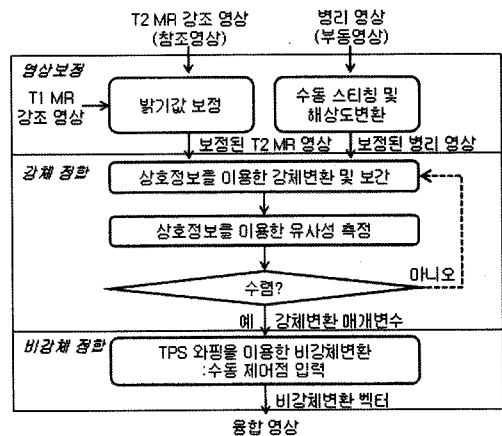 T2 MR 강조 영상
(참조영상)
병리 영상
(부동영상)
영상보정
T1 MR
강조 영상
밝기값 보정
수동 스티칭 및
해상도변환
보정된 T2 MR 영상
보정된 병리 영상
강체 정합
상호정보를 이용한 강체변환 및 보간
상호정보를 이용한 유사성 측정
수렴?
아니오
예
강체변환 매개변수
비강체 정합
TPS 와핑을 이용한 비강체변환
:수동 제어점 입력
비강체변환 벡터
융합 영상